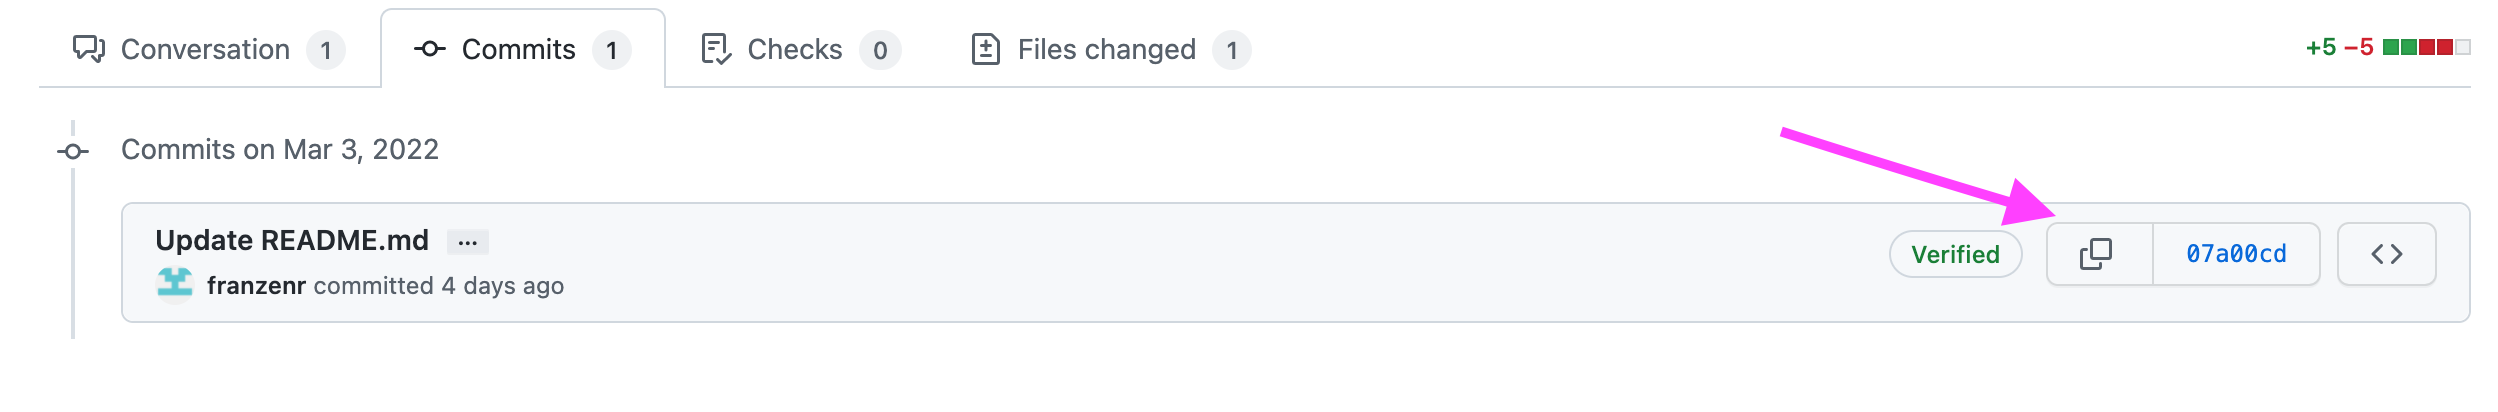 Conversation 1 Commits 1 Checks 0 Files changed 1 +5 −5
Commits on Mar 3, 2022
Update README.md ...
franzenr committed 4 days ago
Verified 07a00cd